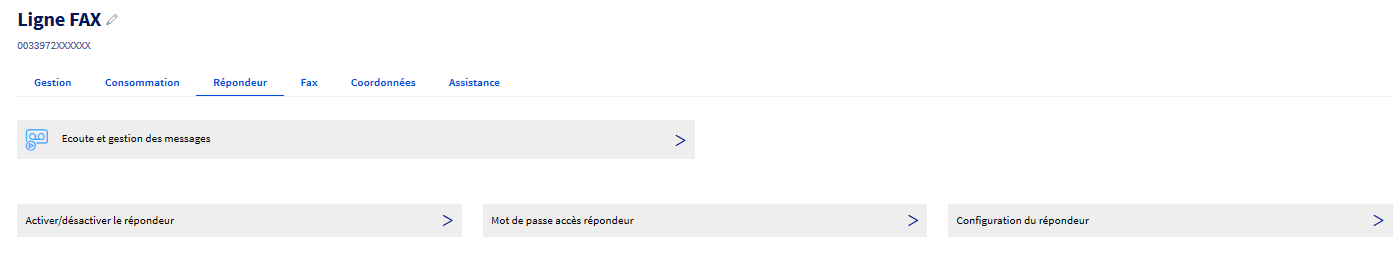 Ligne FAX
0033972XXXXXX
Gestion Consommation Répondeur Fax Coordonnées Assistance
Ecoute et gestion des messages
Activer/désactiver le répondeur Mot de passe accès répondeur Configuration du répondeur